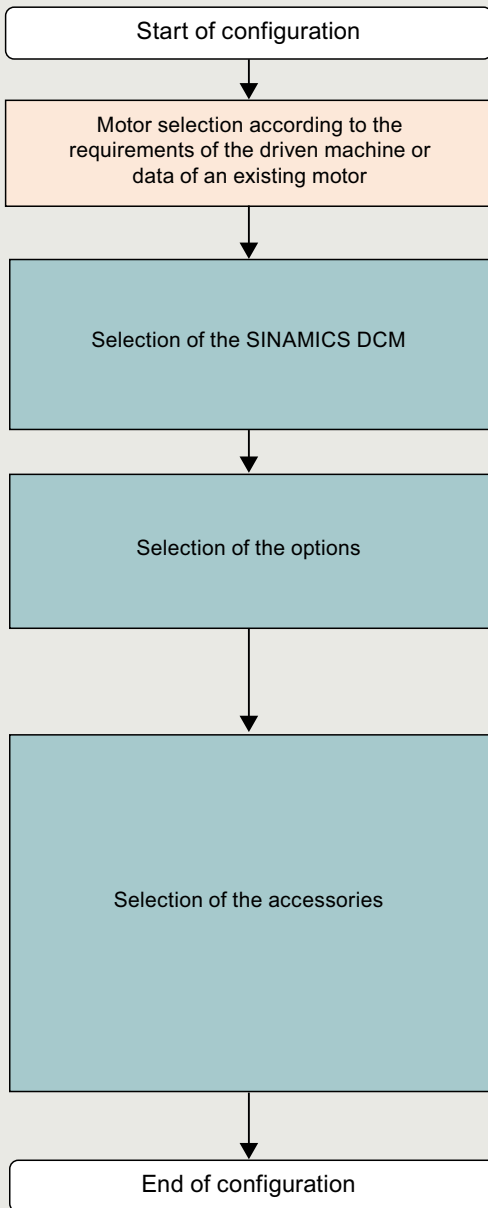 Start of configuration
Motor selection according to the
requirements of the driven machine or
data of an existing motor
Selection of the SINAMICS DCM
Selection of the options
Selection of the accessories
End of configuration